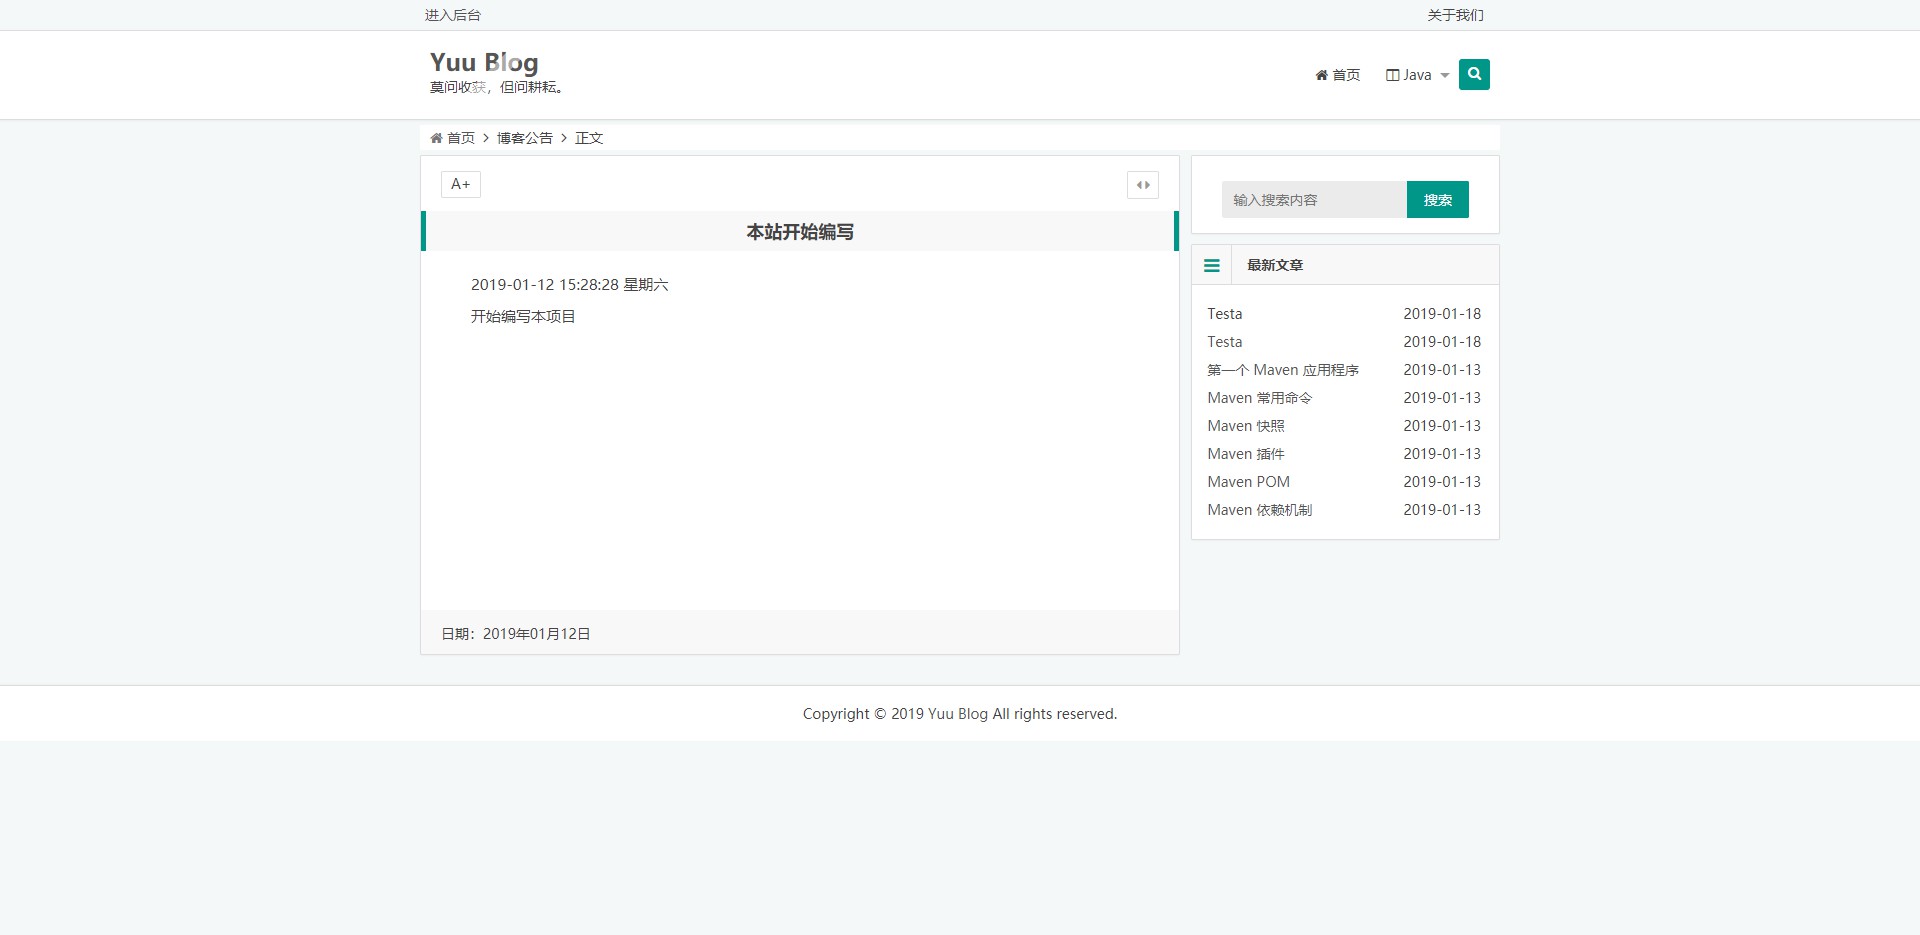 进入后台
关于我们
Yuu Blog
莫问收获，但问耕耘。
首页
Java
首页 > 博客公告 > 正文
A+
本站开始编写
2019-01-12 15:28:28 星期六
开始编写本项目
日期：2019年01月12日
输入搜索内容
搜索
最新文章
Testa 2019-01-18
Testa 2019-01-18
第一个 Maven 应用程序 2019-01-13
Maven 常用命令 2019-01-13
Maven 快照 2019-01-13
Maven 插件 2019-01-13
Maven POM 2019-01-13
Maven 依赖机制 2019-01-13
Copyright © 2019 Yuu Blog All rights reserved.